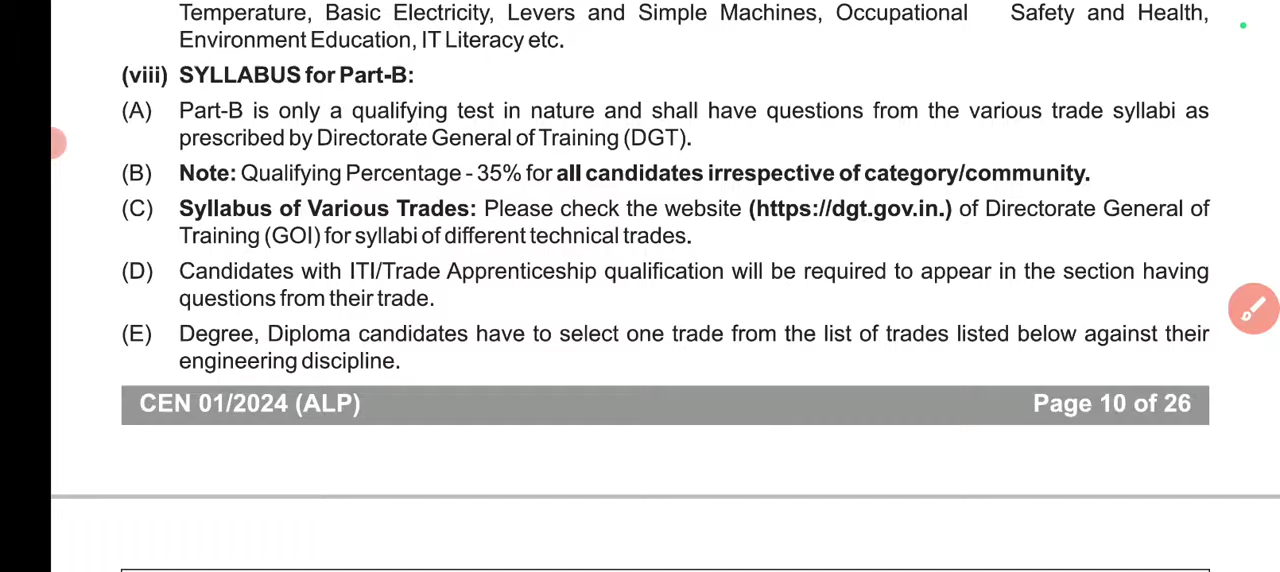 Temperature, Basic Electricity, Levers and Simple Machines, Occupational Safety and Health,
Environment Education, IT Literacy etc.
(viii) SYLLABUS for Part-B:
(A) Part-B is only a qualifying test in nature and shall have questions from the various trade syllabi as
prescribed by Directorate General of Training (DGT).
(B) Note: Qualifying Percentage - 35% for all candidates irrespective of category/community.
(C) Syllabus of Various Trades: Please check the website (https://dgt.gov.in.) of Directorate General of
Training (GOI) for syllabi of different technical trades.
(D) Candidates with ITI/Trade Apprenticeship qualification will be required to appear in the section having
questions from their trade.
(E) Degree, Diploma candidates have to select one trade from the list of trades listed below against their
engineering discipline.
CEN 01/2024 (ALP) Page 10 of 26